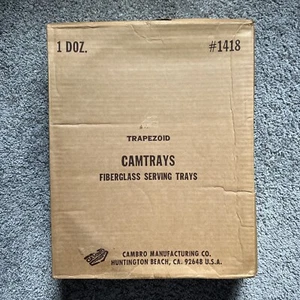 1 DOZ. #1418
TRAPEZOID
CAMTRAYS
FIBERGLASS SERVING TRAYS
CAMBRO MANUFACTURING CO.
HUNTINGTON BEACH, CA. 92648 U.S.A.